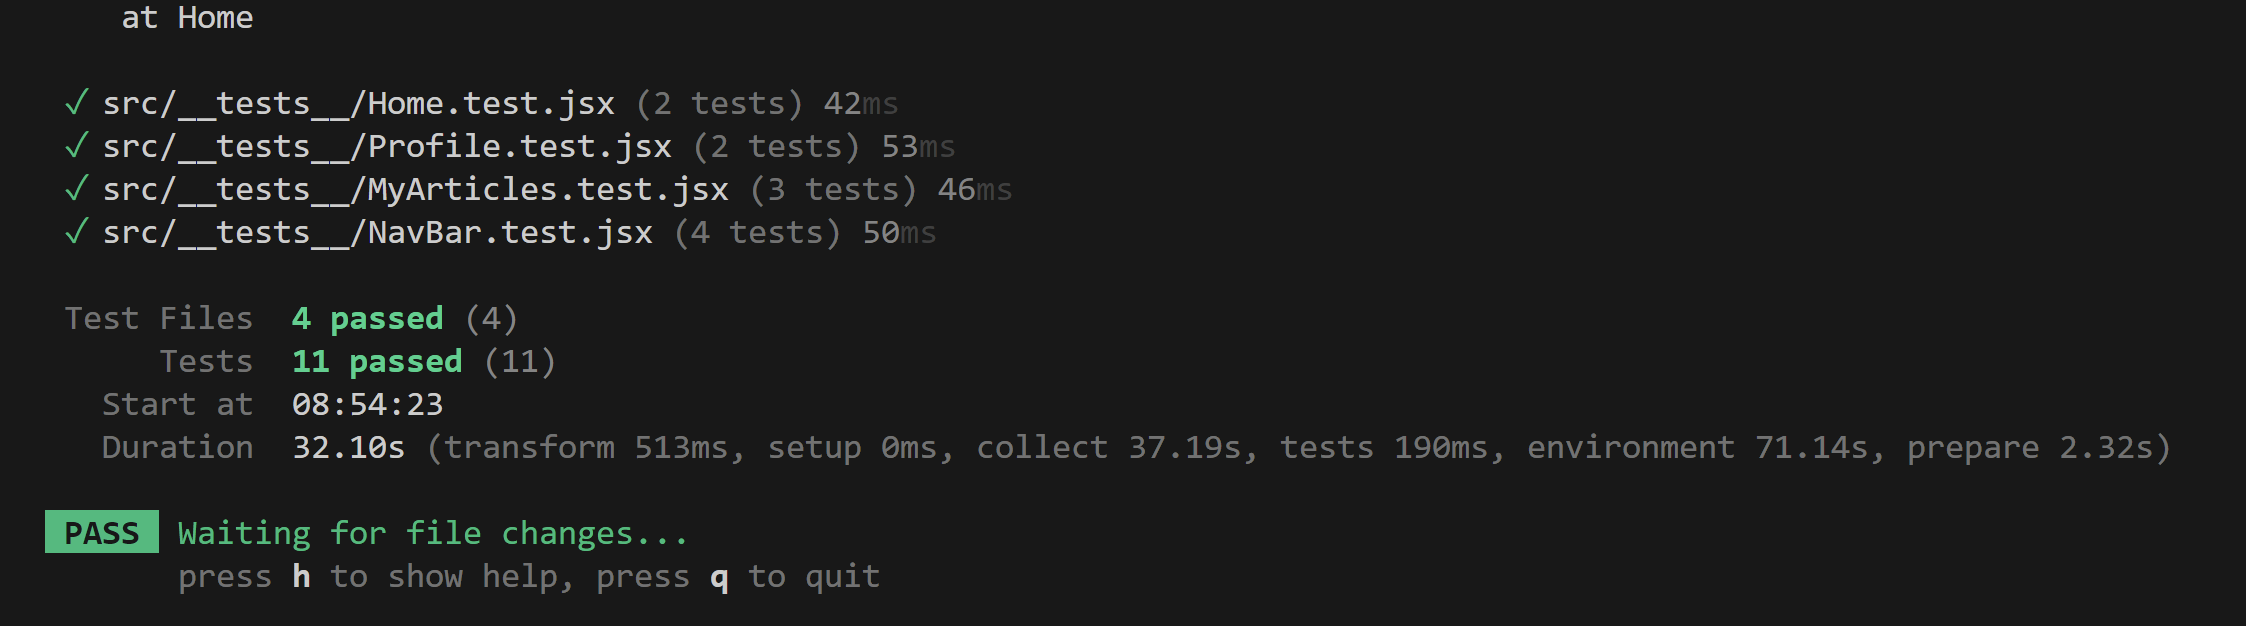 at Home
✓ src/__tests__/Home.test.jsx (2 tests) 42ms
✓ src/__tests__/Profile.test.jsx (2 tests) 53ms
✓ src/__tests__/MyArticles.test.jsx (3 tests) 46ms
✓ src/__tests__/NavBar.test.jsx (4 tests) 50ms
Test Files  4 passed (4)
Tests  11 passed (11)
Start at  08:54:23
Duration  32.10s (transform 513ms, setup 0ms, collect 37.19s, tests 190ms, environment 71.14s, prepare 2.32s)
PASS  Waiting for file changes...
press h to show help, press q to quit